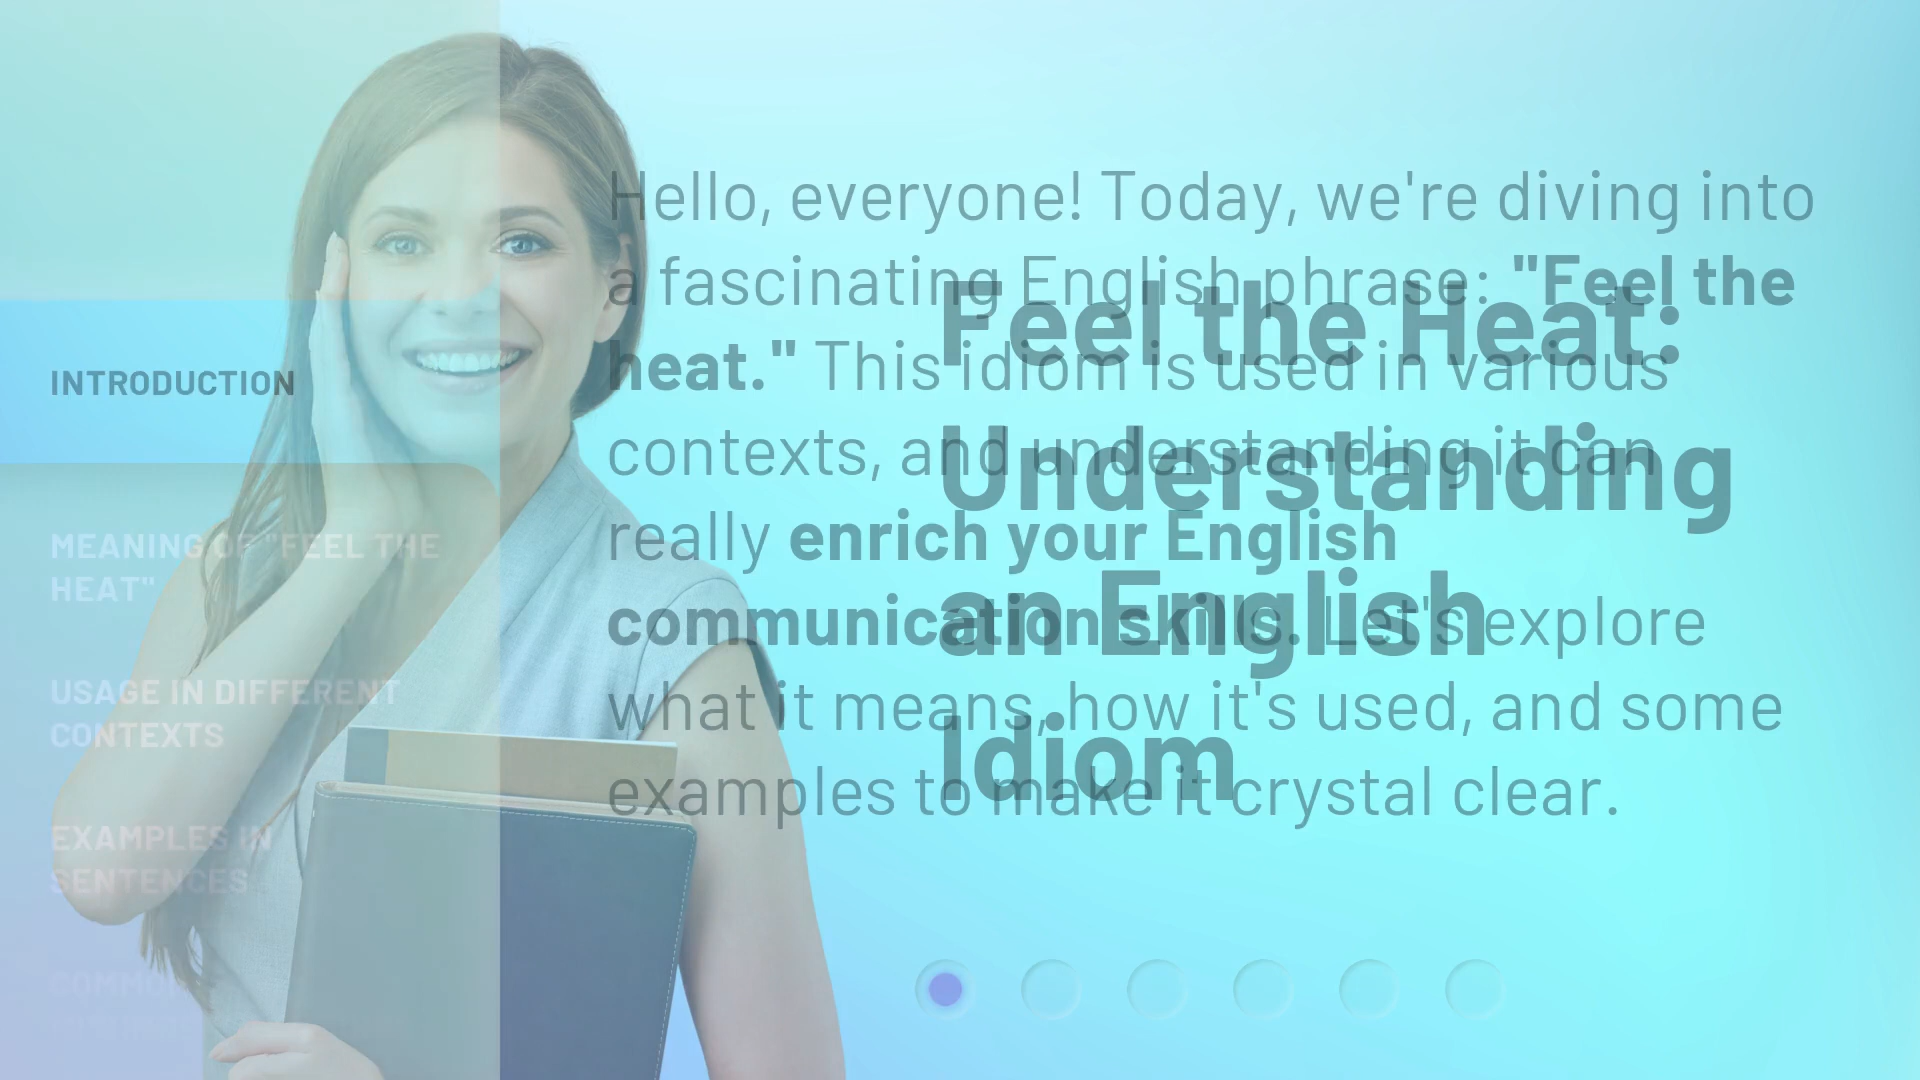 INTRODUCTION
MEANING OF "FEEL THE
HEAT"
USAGE IN DIFFERENT
CONTEXTS
EXAMPLES IN
SENTENCES
COMMON
Hello, everyone! Today, we're diving into
a fascinating English phrase: "Feel the
heat." This idiom is used in various
contexts, and understanding it can
really enrich your English
communication skills. Let's explore
what it means, how it's used, and some
examples to make it crystal clear.
Feel the Heat:
Understanding
an English
Idiom